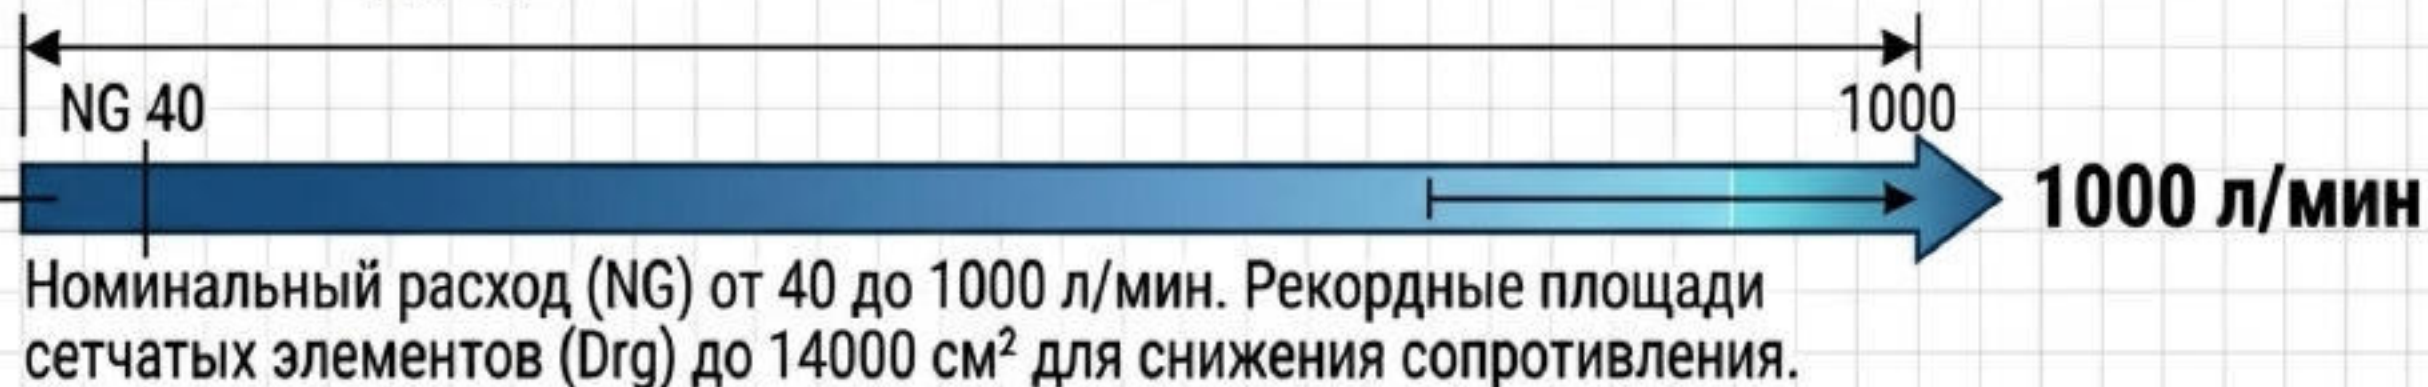 NG 40
1000
1000 л/мин
Номинальный расход (NG) от 40 до 1000 л/мин. Рекордные площади
сетчатых элементов (Drg) до 14000 см² для снижения сопротивления.